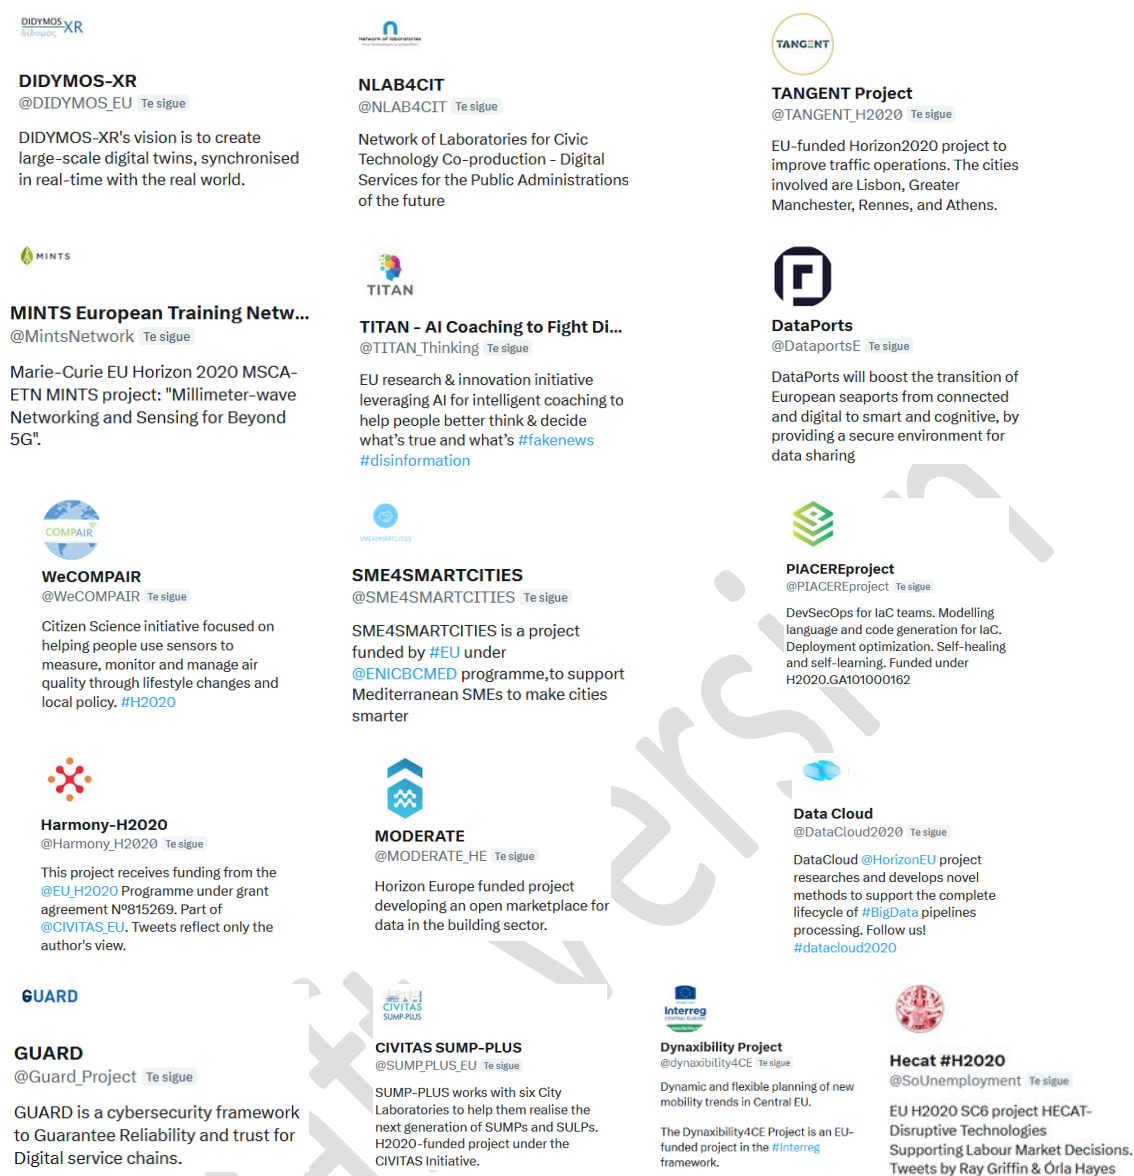 DIDYMOS XR
δίδυμος
DIDYMOS-XR
@DIDYMOS_EU Te sigue
DIDYMOS-XR's vision is to create
large-scale digital twins, synchronised
in real-time with the real world.
Network of laboratories
NLAB4CIT
@NLAB4CIT Te sigue
Network of Laboratories for Civic
Technology Co-production - Digital
Services for the Public Administrations
of the future
TANGENT
TANGENT Project
@TANGENT_H2020 Te sigue
EU-funded Horizon2020 project to
improve traffic operations. The cities
involved are Lisbon, Greater
Manchester, Rennes, and Athens.
MINTS
MINTS European Training Netw...
@MintsNetwork Te sigue
Marie-Curie EU Horizon 2020 MSCA-
ETN MINTS project: "Millimeter-wave
Networking and Sensing for Beyond
5G".
TITAN
TITAN - AI Coaching to Fight Di...
@TITAN_Thinking Te sigue
EU research & innovation initiative
leveraging AI for intelligent coaching to
help people better think & decide
what's true and what's #fakenews
#disinformation
DataPorts
@DataportsE Te sigue
DataPorts will boost the transition of
European seaports from connected
and digital to smart and cognitive, by
providing a secure environment for
data sharing
COMPAIR
WeCOMPAIR
@WeCOMPAIR Te sigue
Citizen Science initiative focused on
helping people use sensors to
measure, monitor and manage air
quality through lifestyle changes and
local policy. #H2020
SME4SMARTCITIES
SME4SMARTCITIES
@SME4SMARTCITIES Te sigue
SME4SMARTCITIES is a project
funded by #EU under
@ENICBCMED programme,to support
Mediterranean SMEs to make cities
smarter
PIACEREproject
@PIACEREproject Te sigue
DevSecOps for IaC teams. Modelling
language and code generation for IaC.
Deployment optimization. Self-healing
and self-learning. Funded under
H2020.GA101000162
Harmony-H2020
@Harmony_H2020 Te sigue
This project receives funding from the
@EU_H2020 Programme under grant
agreement Nº815269. Part of
@CIVITAS_EU. Tweets reflect only the
author's view.
MODERATE
@MODERATE_HE Te sigue
Horizon Europe funded project
developing an open marketplace for
data in the building sector.
Data Cloud
@DataCloud2020 Te sigue
DataCloud @HorizonEU project
researches and develops novel
methods to support the complete
lifecycle of #BigData pipelines
processing. Follow us!
#datacloud2020
GUARD
GUARD
@Guard_Project Te sigue
GUARD is a cybersecurity framework
to Guarantee Reliability and trust for
Digital service chains.
CIVITAS
SUMP-PLUS
CIVITAS SUMP-PLUS
@SUMP_PLUS_EU Te sigue
SUMP-PLUS works with six City
Laboratories to help them realise the
next generation of SUMPs and SULPs.
H2020-funded project under the
CIVITAS Initiative.
Interreg
CENTRAL EUROPE
Dynaxibility Project
@dynaxibility4CE Te sigue
Dynamic and flexible planning of new
mobility trends in Central EU.
The Dynaxibility4CE Project is an EU-
funded project in the #Interreg
framework.
Hecat #H2020
@SoUnemployment Te sigue
EU H2020 SC6 project HECAT-
Disruptive Technologies
Supporting Labour Market Decisions.
Tweets by Ray Griffin & Órla Hayes
version